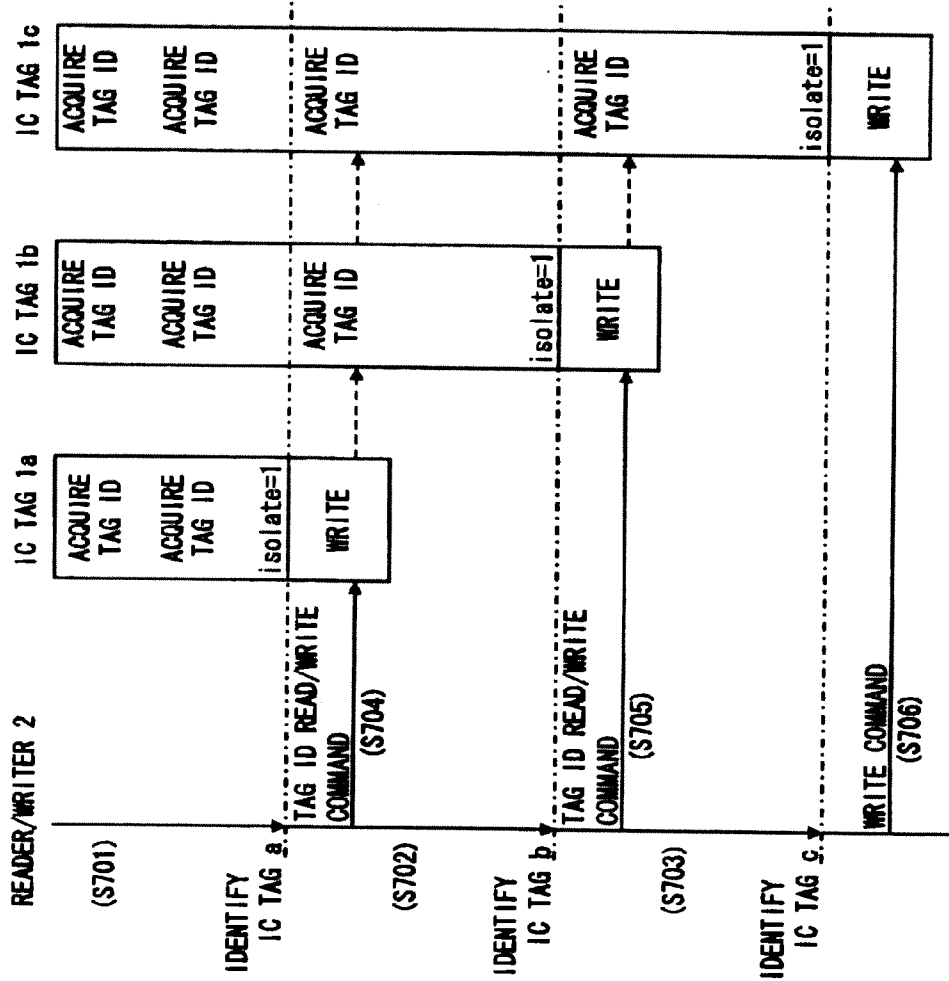 READER/WRITER 2
IC TAG 1a
IC TAG 1b
IC TAG 1c
(S701)
ACQUIRE
TAG ID
ACQUIRE
TAG ID
isolate=1
WRITE
ACQUIRE
TAG ID
ACQUIRE
TAG ID
ACQUIRE
TAG ID
isolate=1
WRITE
ACQUIRE
TAG ID
ACQUIRE
TAG ID
ACQUIRE
TAG ID
ACQUIRE
TAG ID
isolate=1
WRITE
IDENTIFY
IC TAG a
TAG ID READ/WRITE
COMMAND
(S704)
(S702)
IDENTIFY
IC TAG b
TAG ID READ/WRITE
COMMAND
(S705)
(S703)
IDENTIFY
IC TAG c
WRITE COMMAND
(S706)